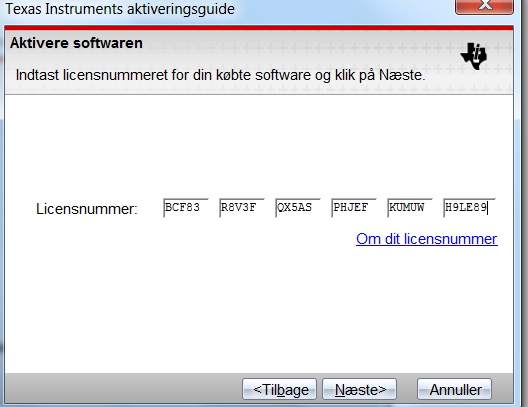 Texas Instruments aktiveringsguide
Aktivere softwaren
Indtast licensnummeret for din købte software og klik på Næste.
Licensnummer: BCF83 R8V3F QX5AS PHJEF KUMUW H9LE89
Om dit licensnummer
<Tilbage Næste> Annuller